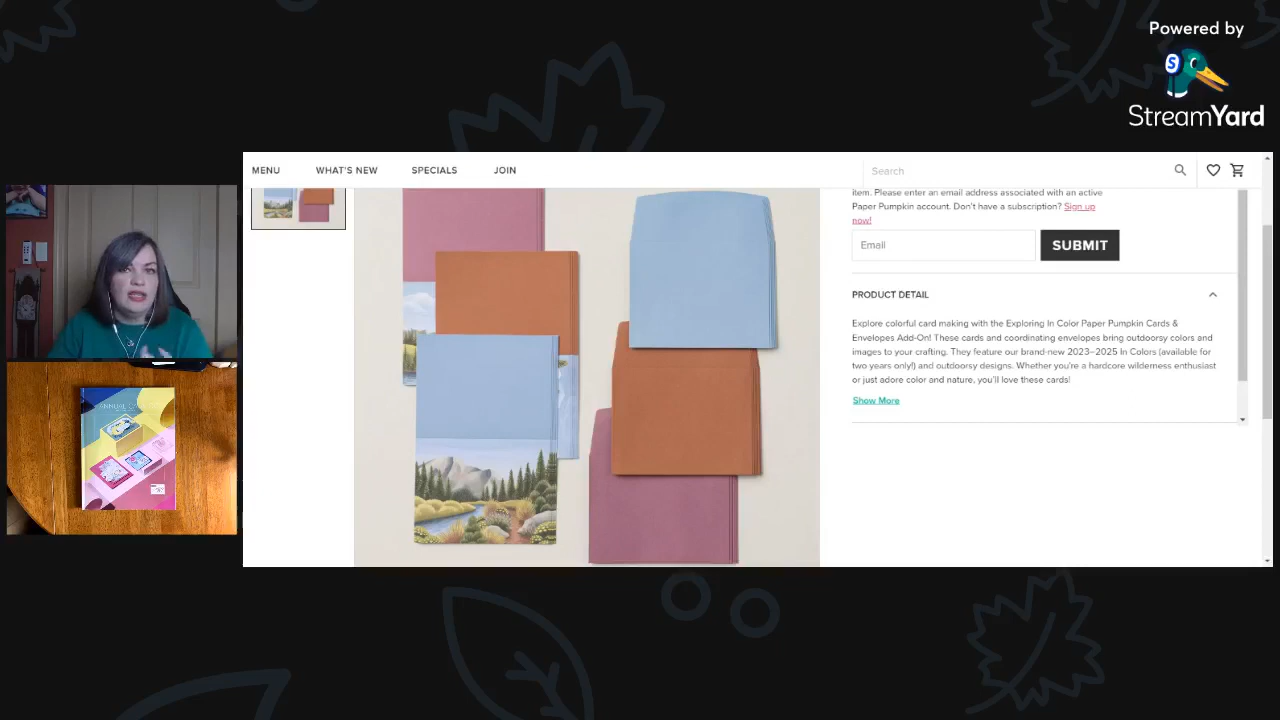 Powered by
StreamYard
MENU
WHAT'S NEW
SPECIALS
JOIN
Search
item. Please enter an email address associated with an active
Paper Pumpkin account. Don't have a subscription? Sign up
now!
Email
SUBMIT
PRODUCT DETAIL
Explore colorful card making with the Exploring In Color Paper Pumpkin Cards &
Envelopes Add-On! These cards and coordinating envelopes bring outdoorsy colors and
images to your crafting. They feature our brand-new 2023–2025 In Colors (available for
two years only!) and outdoorsy designs. Whether you're a hardcore wilderness enthusiast
or just adore color and nature, you'll love these cards!
Show More